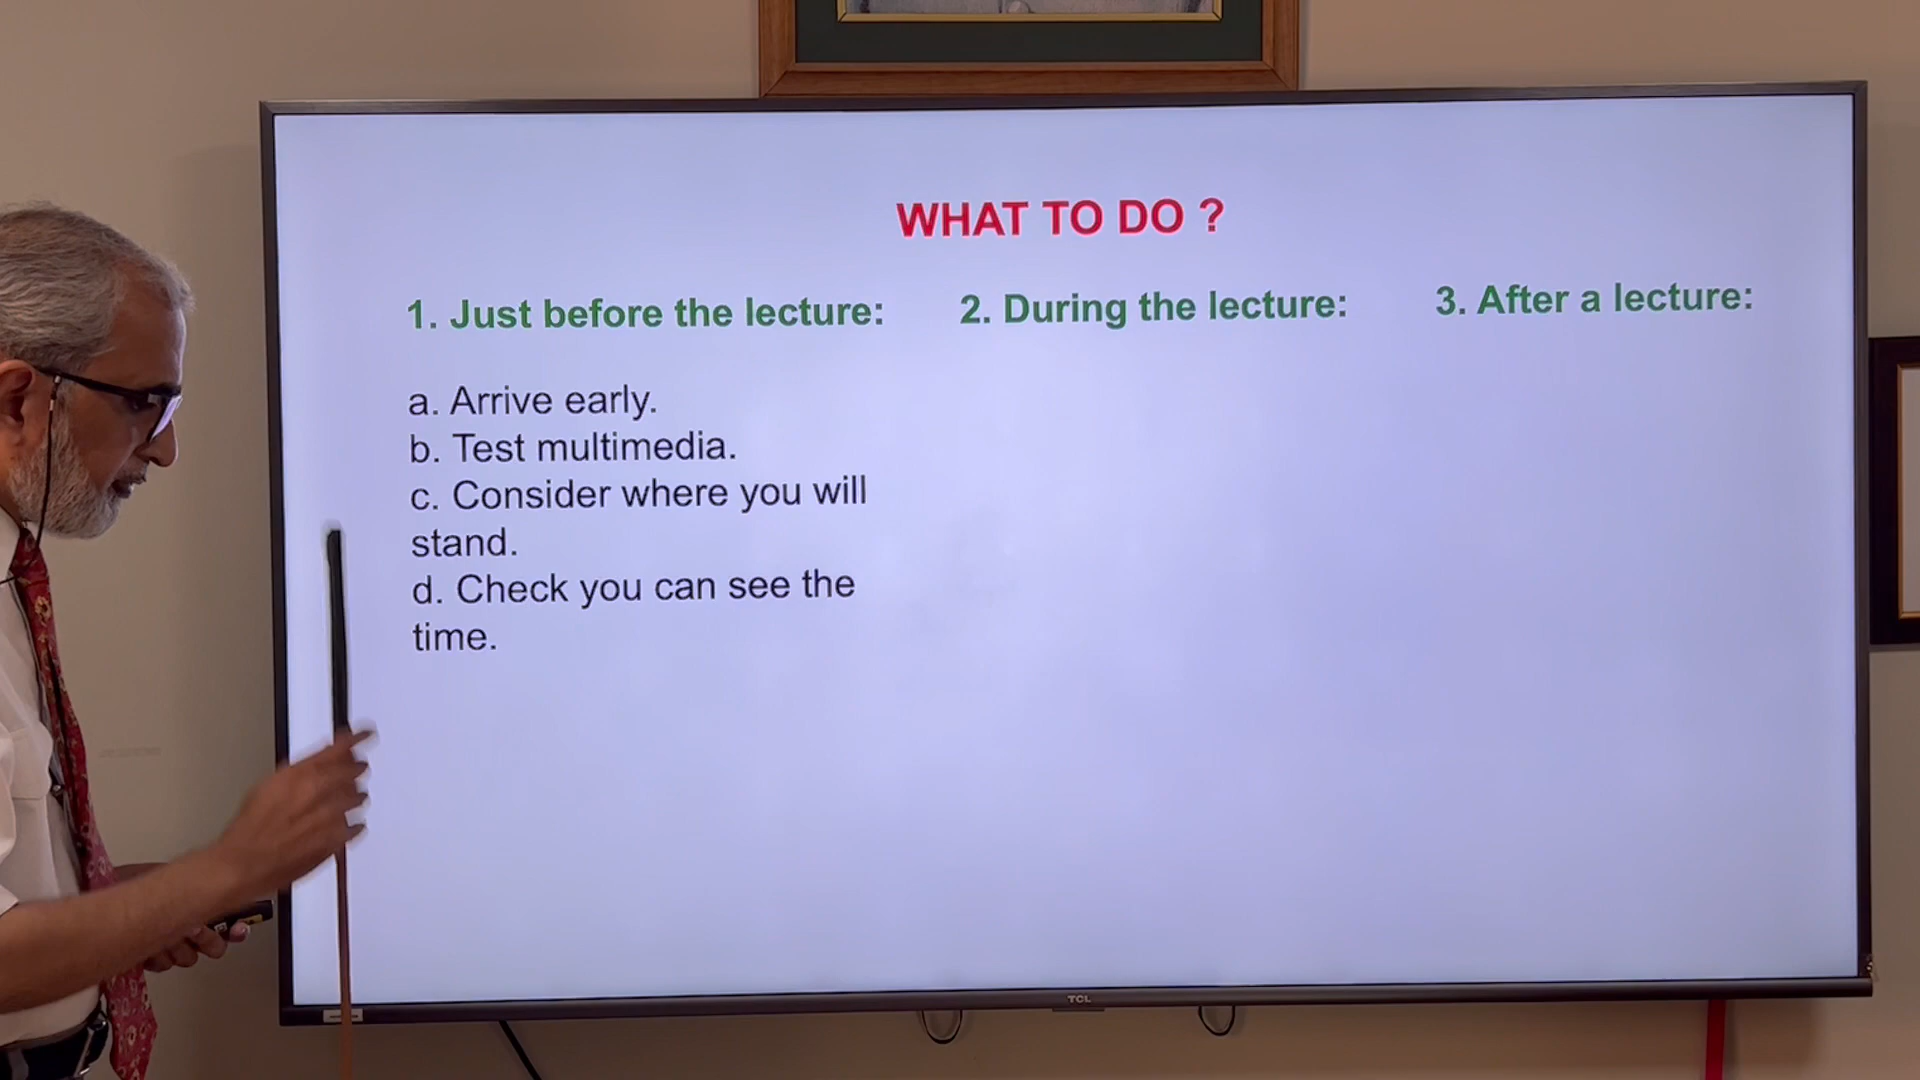 WHAT TO DO ?
1. Just before the lecture:
2. During the lecture:
3. After a lecture:
a. Arrive early.
b. Test multimedia.
c. Consider where you will
stand.
d. Check you can see the
time.
TCL